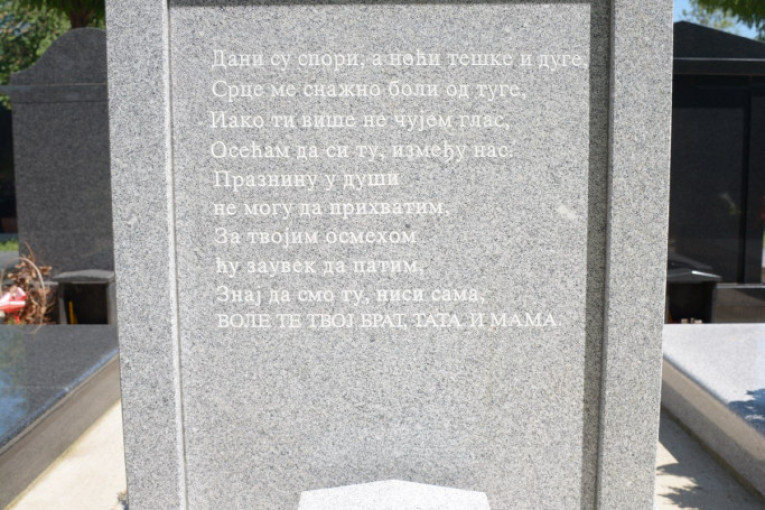 Дани су спори, а ноћи тешке и дуге,
Срце ме снажно боли од туге,
Иако ти више не чујем глас,
Осећам да си ту, између нас.
Празнину у души
не могу да прихватим,
За твојим осмехом
ћу заувек да патим,
Знај да смо ту, ниси сама,
ВОЛЕ ТЕ ТВОЈ БРАТ, ТАТА И МАМА.